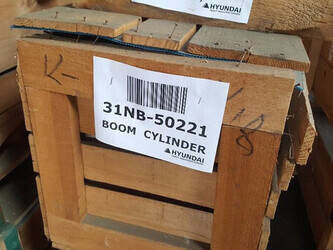 HYUNDAI
K-
31NB-50221
BOOM CYLINDER
HYUNDAI